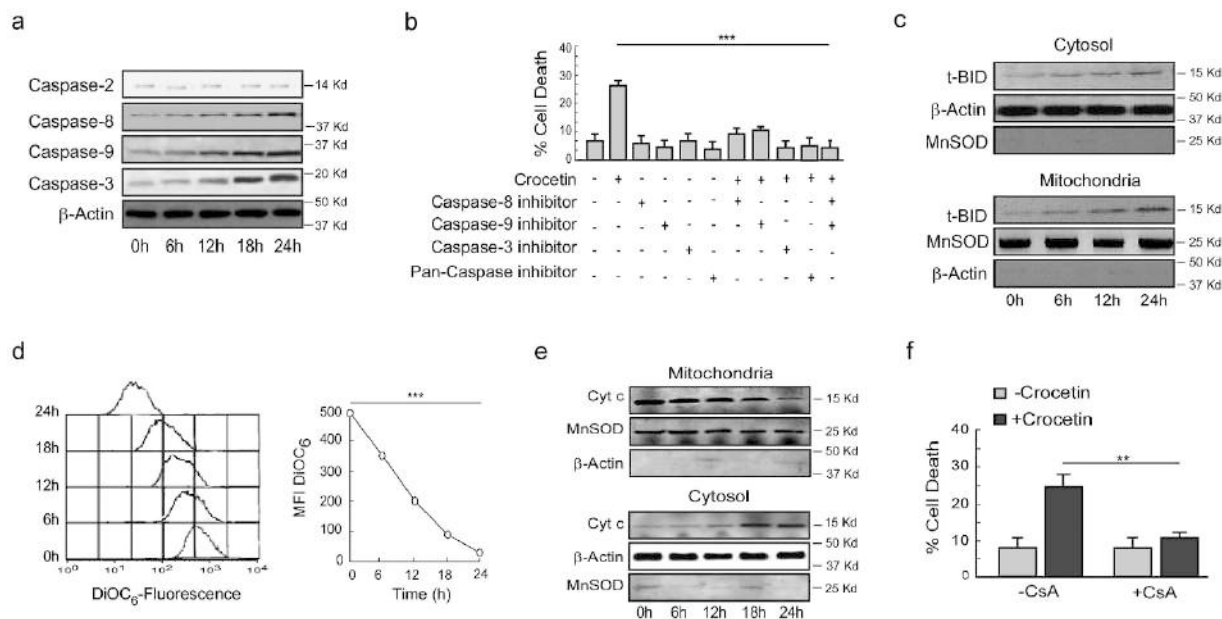 a
Caspase-2
14 Kd
Caspase-8
37 Kd
Caspase-9
37 Kd
Caspase-3
20 Kd
50 Kd
β-Actin
37 Kd
0h 6h 12h 18h 24h
b
***
% Cell Death
40
30
20
10
0
Crocetin - + - - - - + + + + +
Caspase-8 inhibitor - - + - - - + - - - +
Caspase-9 inhibitor - - - + - - - + - - +
Caspase-3 inhibitor - - - - + - - - + - -
Pan-Caspase inhibitor - - - - - + - - - + -
c
Cytosol
t-BID
15 Kd
50 Kd
β-Actin
37 Kd
MnSOD
25 Kd
Mitochondria
t-BID
15 Kd
MnSOD
25 Kd
50 Kd
β-Actin
37 Kd
0h 6h 12h 24h
d
24h
18h
12h
6h
0h
10⁰ 10¹ 10² 10³ 10⁴
DiOC₆-Fluorescence
***
MFI DiOC₆
500
400
300
200
100
0
0 6 12 18 24
Time (h)
e
Mitochondria
Cyt c
15 Kd
MnSOD
25 Kd
50 Kd
β-Actin
37 Kd
Cytosol
Cyt c
15 Kd
50 Kd
β-Actin
37 Kd
MnSOD
25 Kd
0h 6h 12h 18h 24h
f
-Crocetin
+Crocetin
% Cell Death
40
30
20
10
0
**
-CsA +CsA